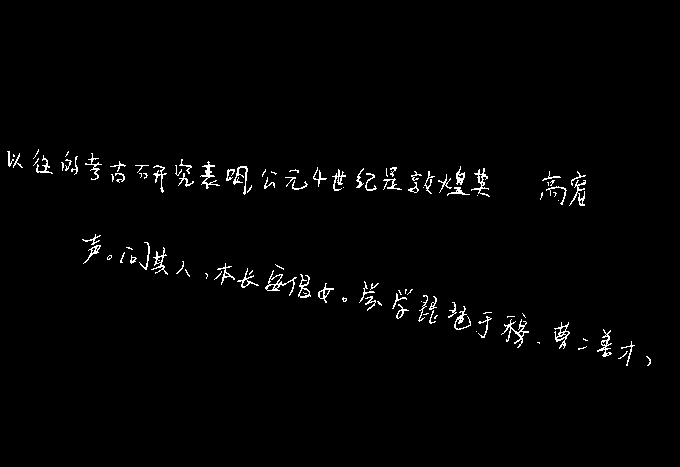 以往的考古研究表明公元4世纪是敦煌莫 高窟
声。问其人，本长安倡女。尝学琵琶于穆、曹二善才，